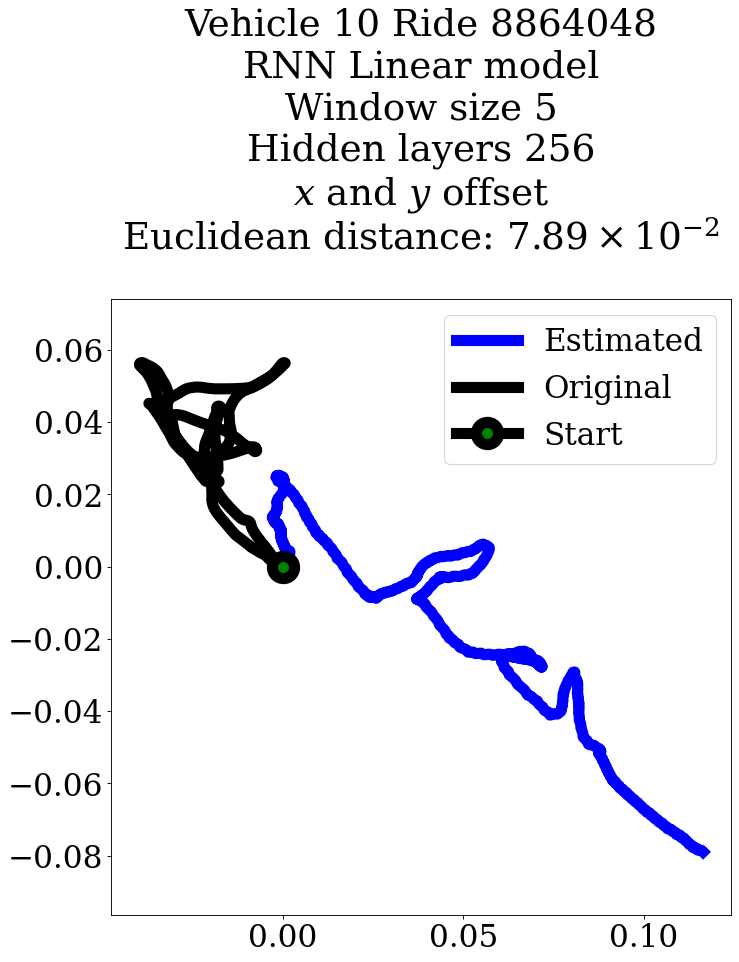 Vehicle 10 Ride 8864048
RNN Linear model
Window size 5
Hidden layers 256
x and y offset
Euclidean distance: 7.89 × 10⁻²
Estimated
Original
Start
0.06
0.04
0.02
0.00
−0.02
−0.04
−0.06
−0.08
0.00 0.05 0.10